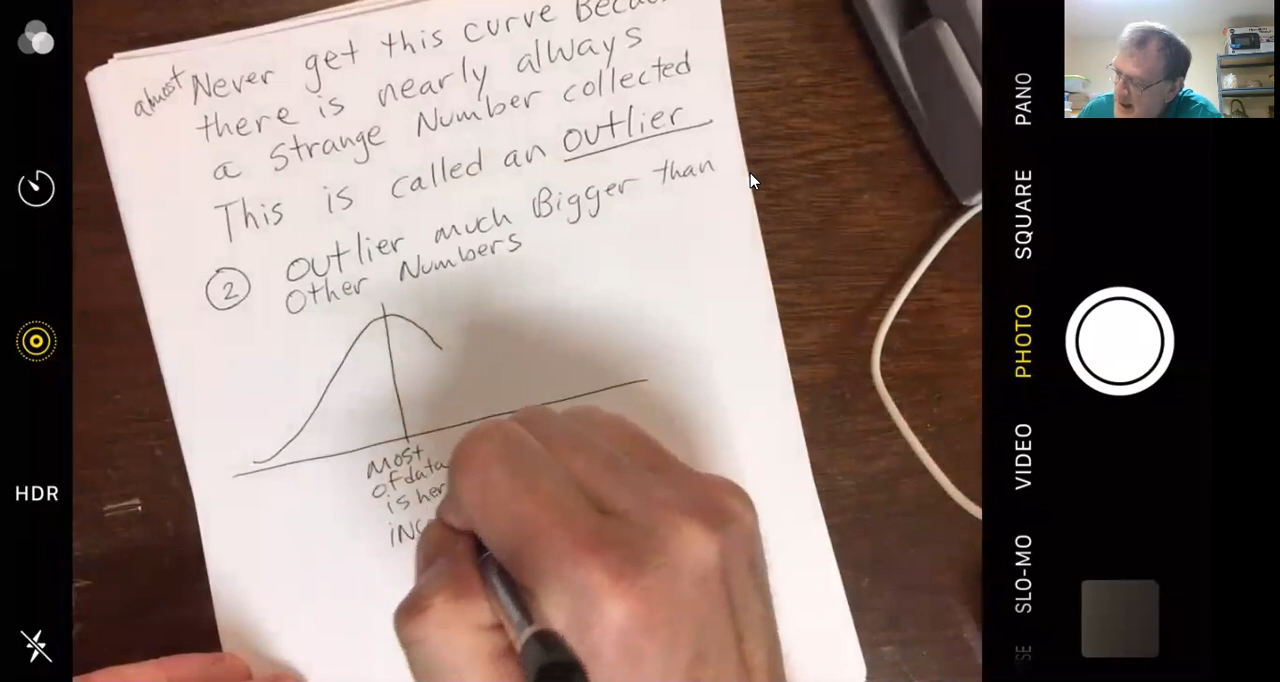 Never get this curve
almost
there is nearly always
a strange Number collected
This is called an outlier
2 outlier much Bigger than
other Numbers
most
of data
is her
PANO
SQUARE
PHOTO
VIDEO
SLO-MO
SE
HDR